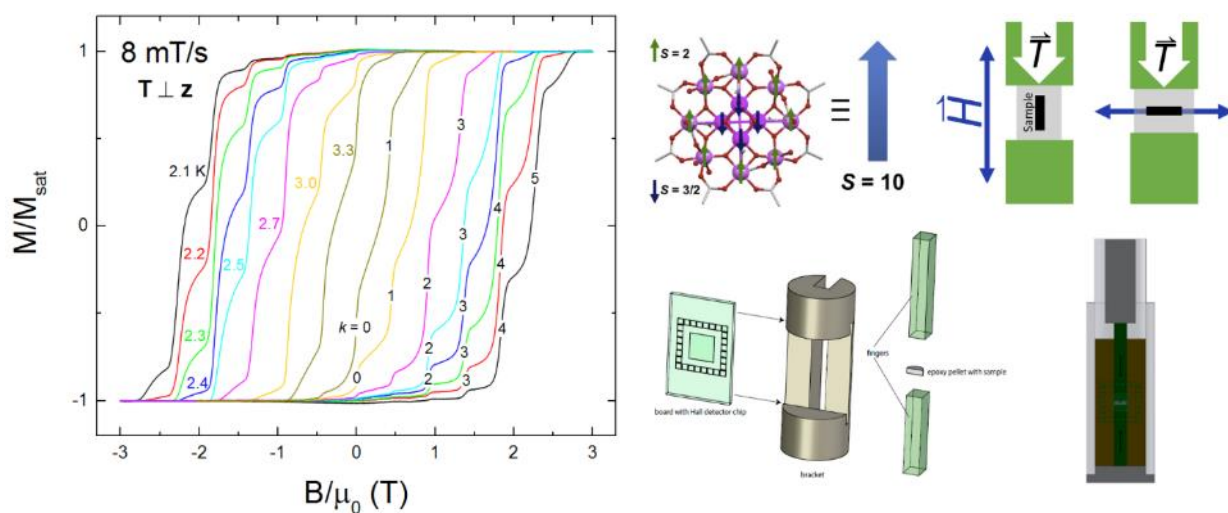 8 mT/s
T ⊥ z
M/M_sat
1
0
-1
2.1 K
2.2
2.3
2.4
2.5
2.7
3.0
3.3
k = 0
0
1
1
2
2
2
3
3
3
3
3
4
4
4
5
-3
-2
-1
0
1
2
3
B/μ₀ (T)
S = 2
S = 3/2
≡
S = 10
H
T
Sample
T
board with Hall detector chip
bracket
fingers
epoxy pellet with sample